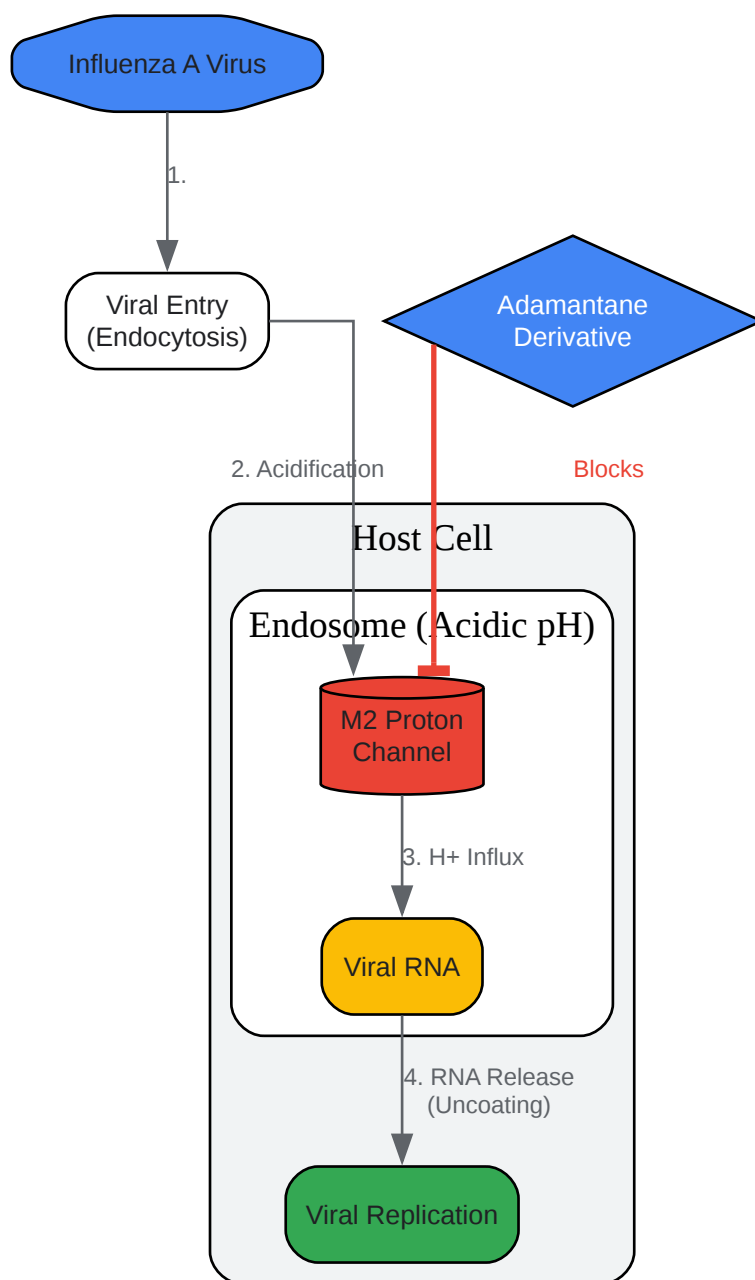 Influenza A Virus
1.
Viral Entry
(Endocytosis)
Adamantane
Derivative
2. Acidification
Blocks
Host Cell
Endosome (Acidic pH)
M2 Proton
Channel
3. H+ Influx
Viral RNA
4. RNA Release
(Uncoating)
Viral Replication